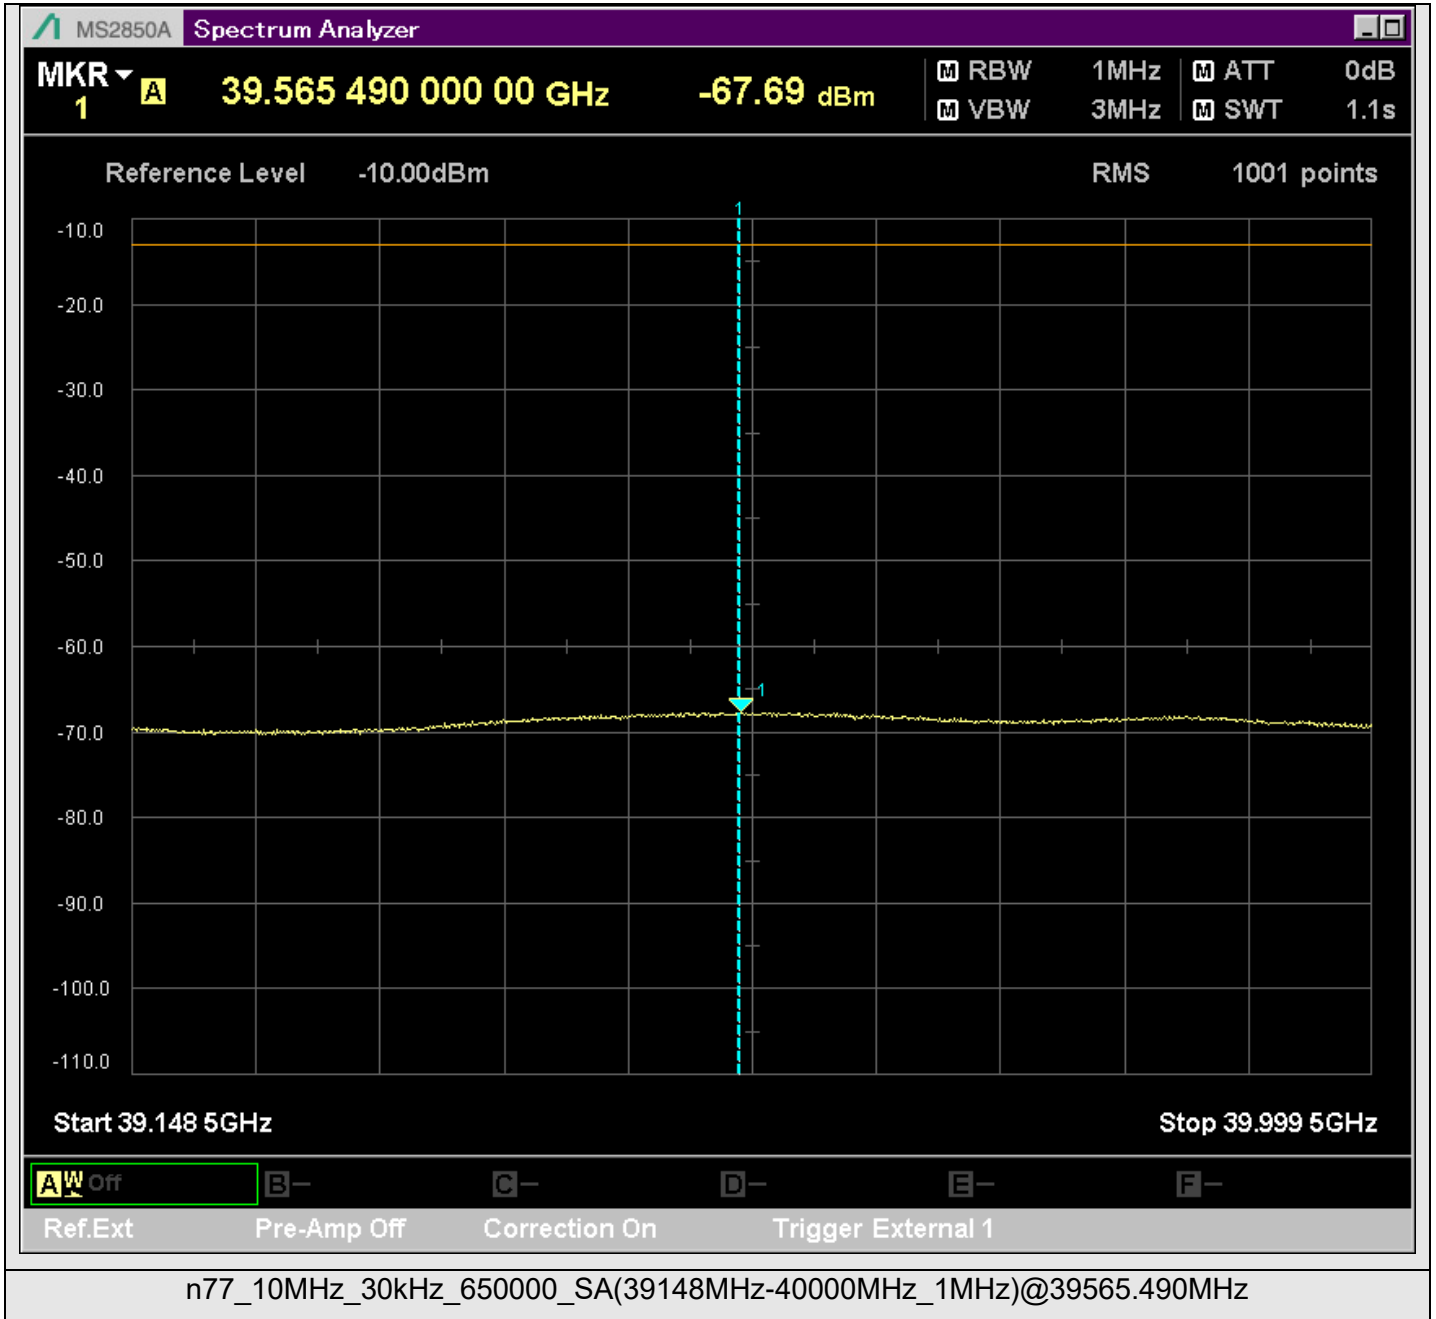 MS2850A Spectrum Analyzer
MKR A 39.565 490 000 00 GHz -67.69 dBm M RBW 1MHz M ATT 0dB
1 M VBW 3MHz M SWT 1.1s
Reference Level -10.00dBm RMS 1001 points
1
-10.0
-20.0
-30.0
-40.0
-50.0
-60.0
1
-70.0
-80.0
-90.0
-100.0
-110.0
Start 39.148 5GHz Stop 39.999 5GHz
A W Off B– C– D– E– F–
Ref.Ext Pre-Amp Off Correction On Trigger External 1
n77_10MHz_30kHz_650000_SA(39148MHz-40000MHz_1MHz)@39565.490MHz